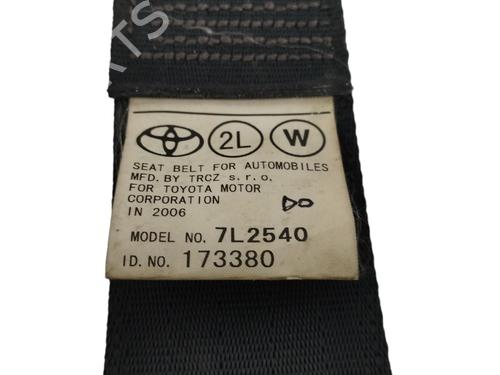 2L W
SEAT BELT FOR AUTOMOBILES
MFD. BY TRCZ s. r. o.
FOR TOYOTA MOTOR
CORPORATION
IN 2006
MODEL NO. 7L2540
ID. NO. 173380